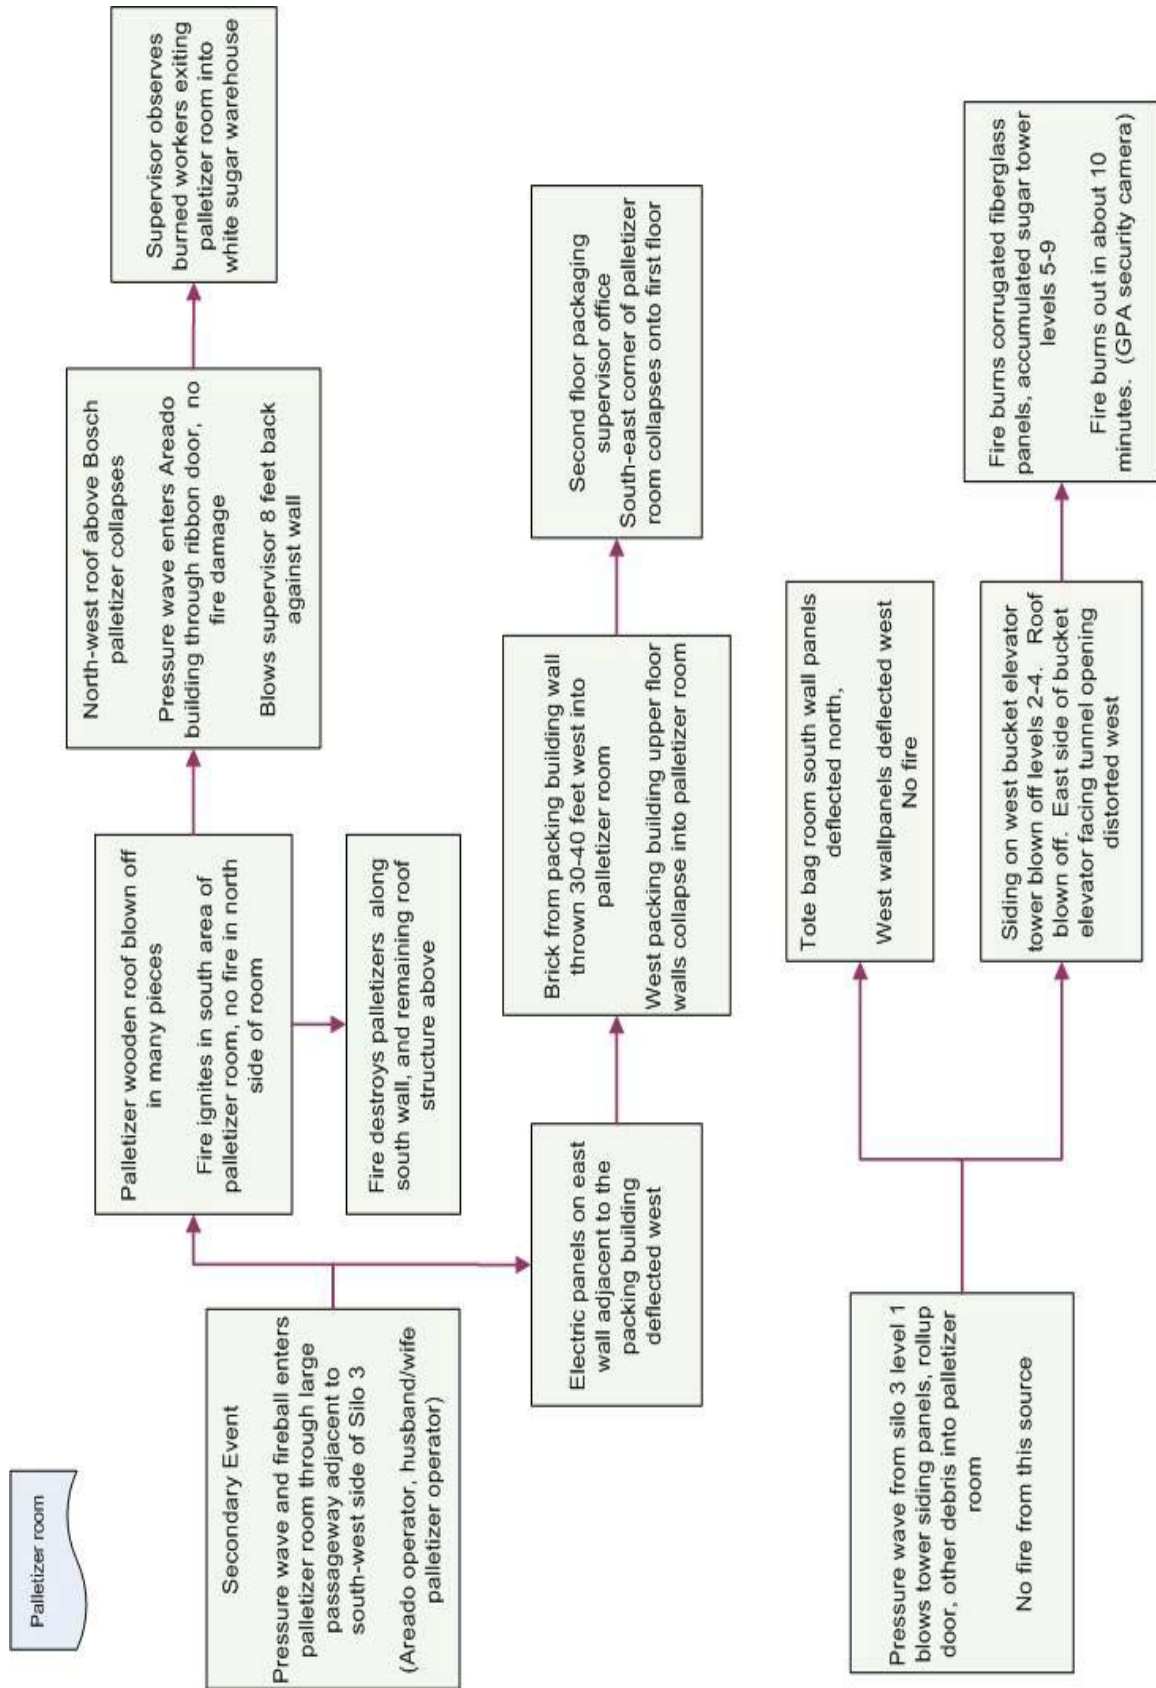 Palletizer room
Secondary Event
Pressure wave and fireball enters
palletizer room through large
passageway adjacent to
south-west side of Silo 3
(Areado operator, husband/wife
palletizer operator)
Palletizer wooden roof blown off
in many pieces
Fire ignites in south area of
palletizer room, no fire in north
side of room
North-west roof above Bosch
palletizer collapses
Pressure wave enters Areado
building through ribbon door, no
fire damage
Blows supervisor 8 feet back
against wall
Supervisor observes
burned workers exiting
palletizer room into
white sugar warehouse
Fire destroys palletizers along
south wall, and remaining roof
structure above
Electric panels on east
wall adjacent to the
packing building
deflected west
Brick from packing building wall
thrown 30-40 feet west into
palletizer room
West packing building upper floor
walls collapse into palletizer room
Second floor packaging
supervisor office
South-east corner of palletizer
room collapses onto first floor
Pressure wave from silo 3 level 1
blows tower siding panels, rollup
door, other debris into palletizer
room
No fire from this source
Tote bag room south wall panels
deflected north,
West wallpanels deflected west
No fire
Siding on west bucket elevator
tower blown off levels 2-4. Roof
blown off. East side of bucket
elevator facing tunnel opening
distorted west
Fire burns corrugated fiberglass
panels, accumulated sugar tower
levels 5-9
Fire burns out in about 10
minutes. (GPA security camera)